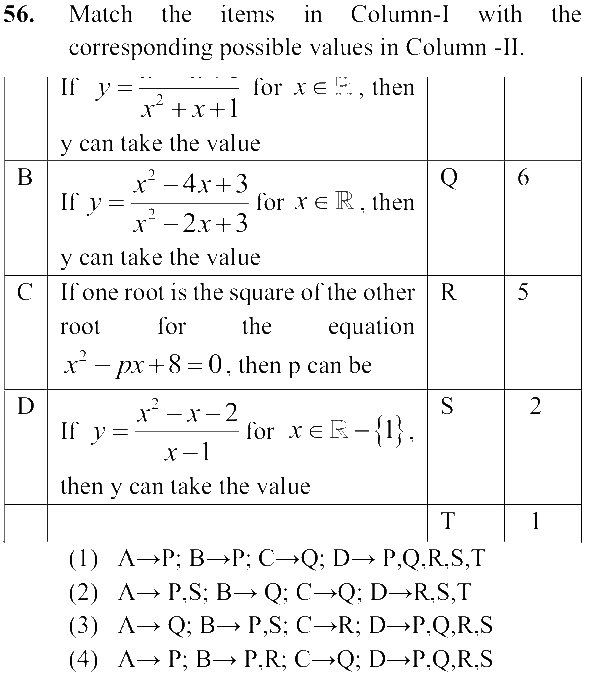 56. Match the items in Column-I with the
corresponding possible values in Column -II.
If y = / x² + x + 1 for x ∈ ℝ, then
y can take the value
B If y = (x² − 4x + 3) / (x² − 2x + 3) for x ∈ ℝ, then Q 6
y can take the value
C If one root is the square of the other R 5
root for the equation
x² − px + 8 = 0, then p can be
D If y = (x² − x − 2) / (x − 1) for x ∈ ℝ − {1}, S 2
then y can take the value
T 1
(1) A→P; B→P; C→Q; D→ P,Q,R,S,T
(2) A→ P,S; B→ Q; C→Q; D→R,S,T
(3) A→ Q; B→ P,S; C→R; D→P,Q,R,S
(4) A→ P; B→ P,R; C→Q; D→P,Q,R,S